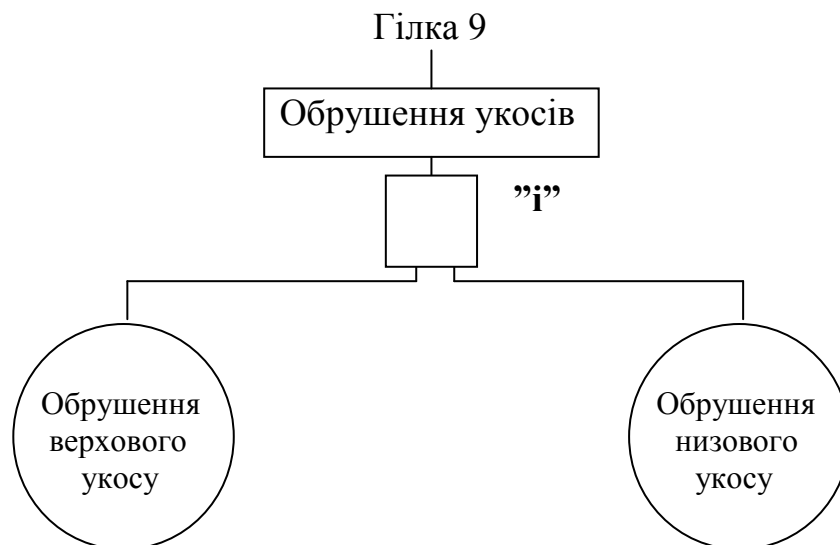 Гілка 9
Обрушення укосів
”і”
Обрушення
верхового
укосу
Обрушення
низового
укосу